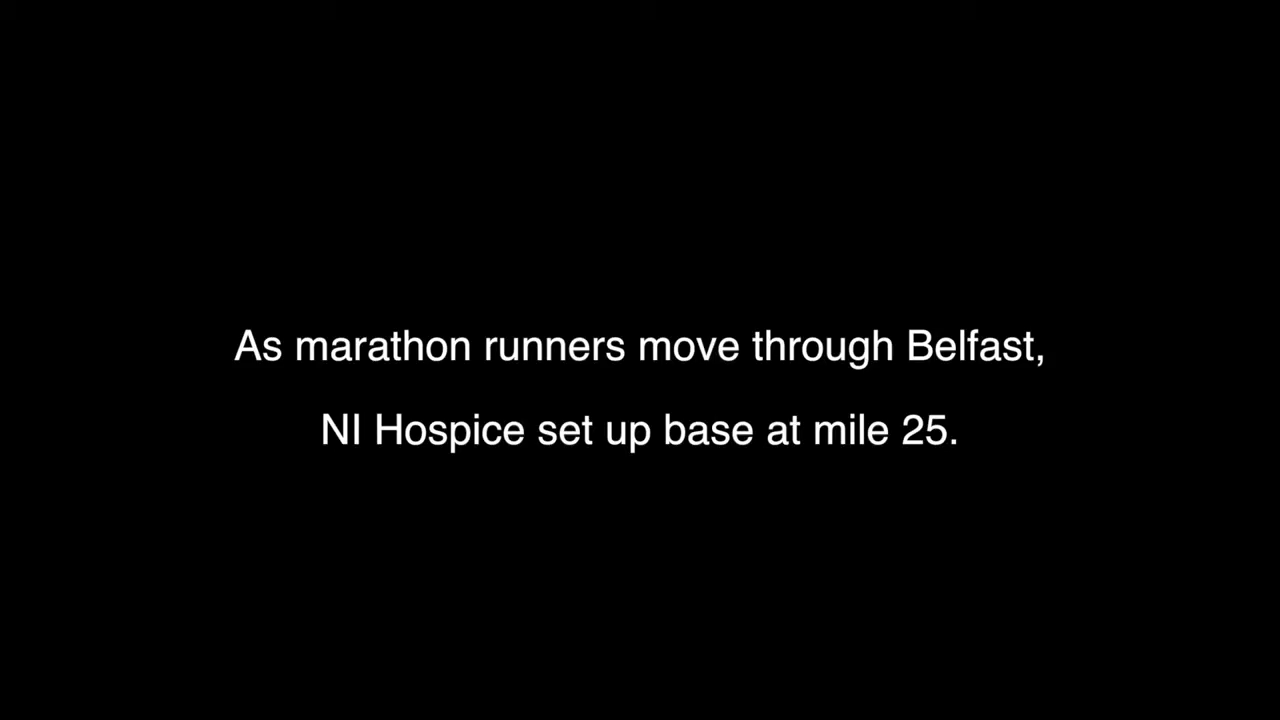 As marathon runners move through Belfast,
NI Hospice set up base at mile 25.